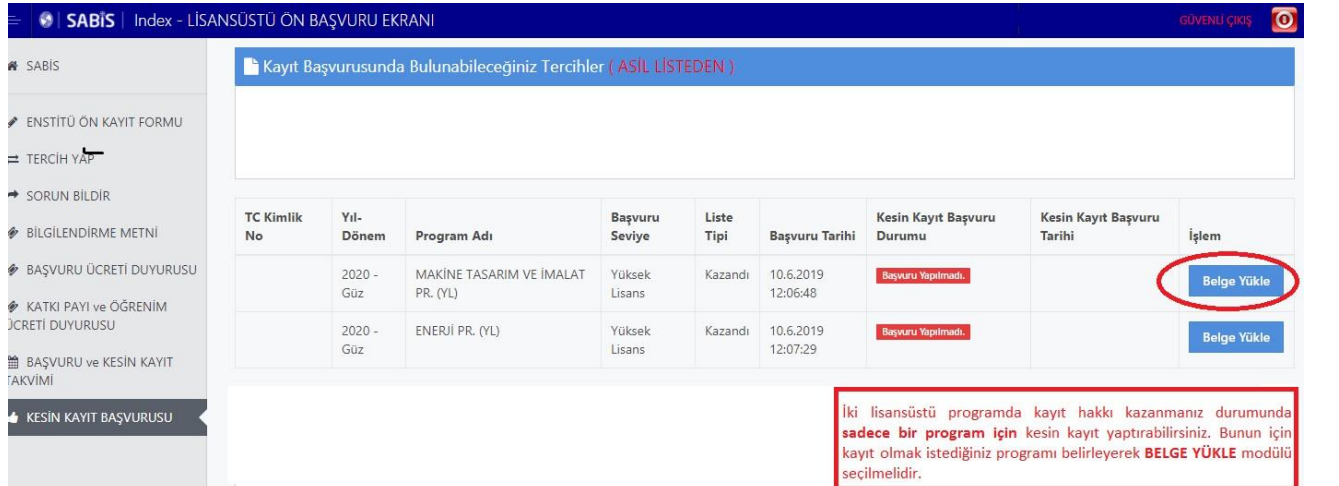 SABİS | Index - LİSANSÜSTÜ ÖN BAŞVURU EKRANI
GÜVENLİ ÇIKIŞ
SABİS
ENSTİTÜ ÖN KAYIT FORMU
TERCİH YAP
SORUN BİLDİR
BİLGİLENDİRME METNİ
BAŞVURU ÜCRETİ DUYURUSU
KATKI PAYI ve ÖĞRENİM
ÜCRETİ DUYURUSU
BAŞVURU ve KESİN KAYIT
TAKVİMİ
KESİN KAYIT BAŞVURUSU
Kayıt Başvurusunda Bulunabileceğiniz Tercihler ( ASİL LİSTEDEN )
TC Kimlik No Yıl-Dönem Program Adı Başvuru Seviye Liste Tipi Başvuru Tarihi Kesin Kayıt Başvuru Durumu Kesin Kayıt Başvuru Tarihi İşlem
2020 - Güz MAKİNE TASARIM VE İMALAT PR. (YL) Yüksek Lisans Kazandı 10.6.2019 12:06:48 Başvuru Yapılmadı. Belge Yükle
2020 - Güz ENERJİ PR. (YL) Yüksek Lisans Kazandı 10.6.2019 12:07:29 Başvuru Yapılmadı. Belge Yükle
İki lisansüstü programda kayıt hakkı kazanmanız durumunda
sadece bir program için kesin kayıt yaptırabilirsiniz. Bunun için
kayıt olmak istediğiniz programı belirleyerek BELGE YÜKLE modülü
seçilmelidir.